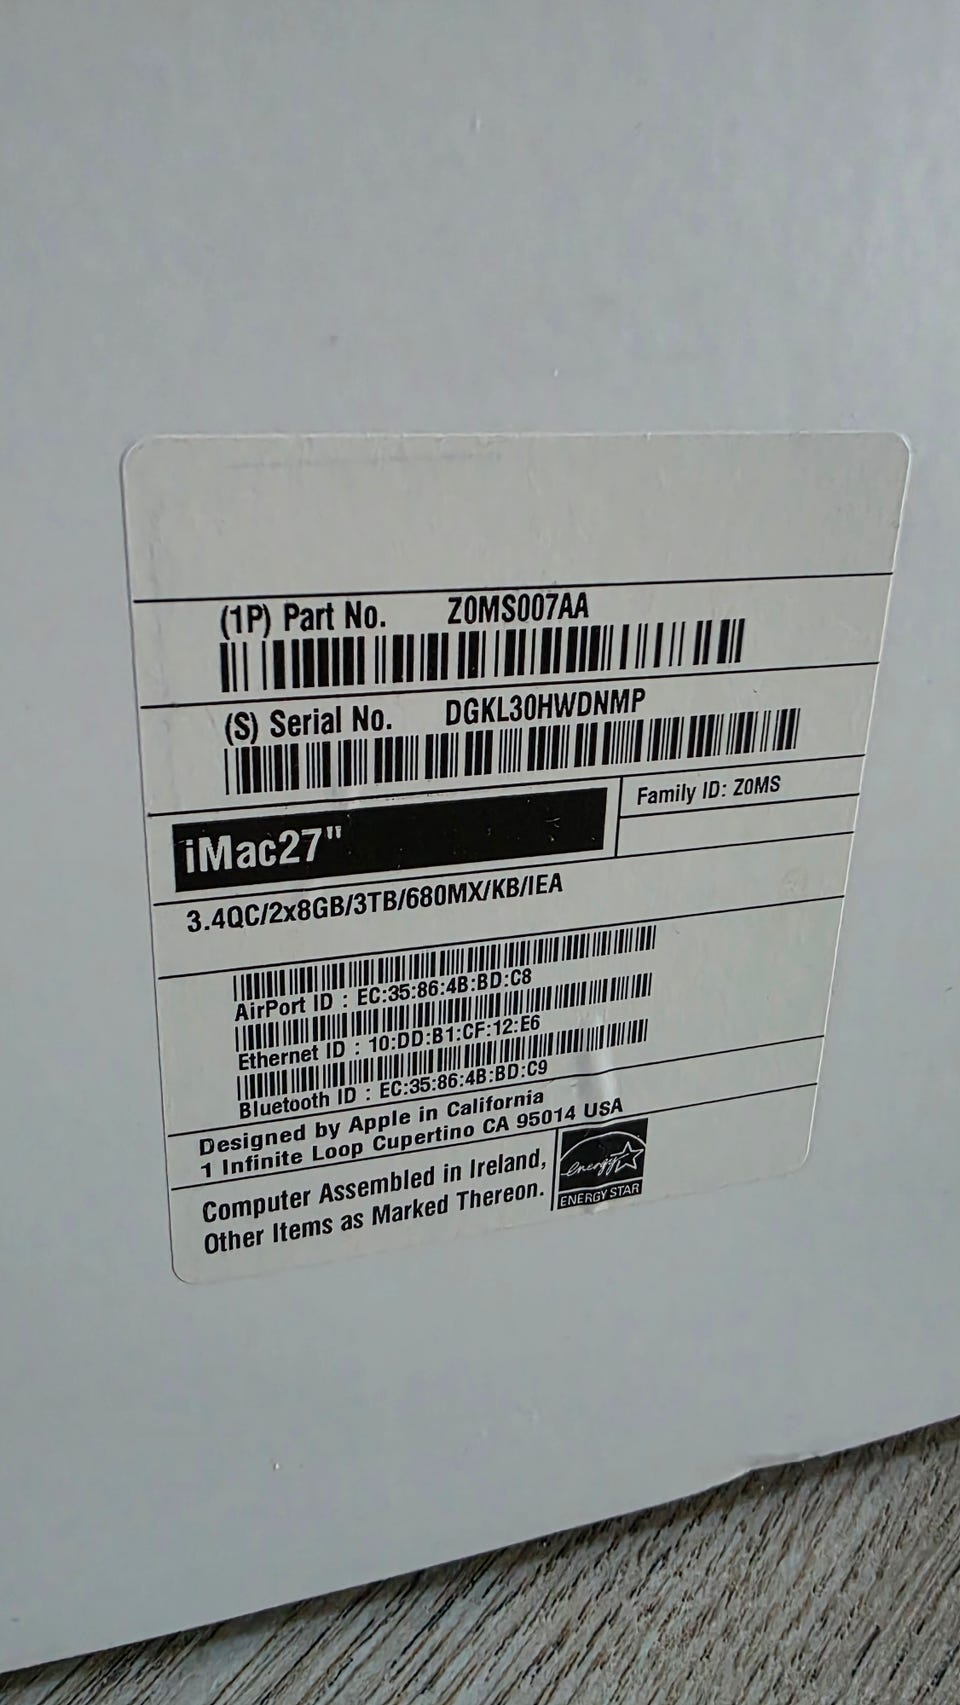 (1P) Part No. Z0MS007AA
(S) Serial No. DGKL30HWDNMP
Family ID: Z0MS
iMac27"
3.4QC/2x8GB/3TB/680MX/KB/IEA
AirPort ID : EC:35:86:4B:BD:C8
Ethernet ID : 10:DD:B1:CF:12:E6
Bluetooth ID : EC:35:86:4B:BD:C9
Designed by Apple in California
1 Infinite Loop Cupertino CA 95014 USA
Computer Assembled in Ireland,
Other Items as Marked Thereon.
energy
ENERGY STAR